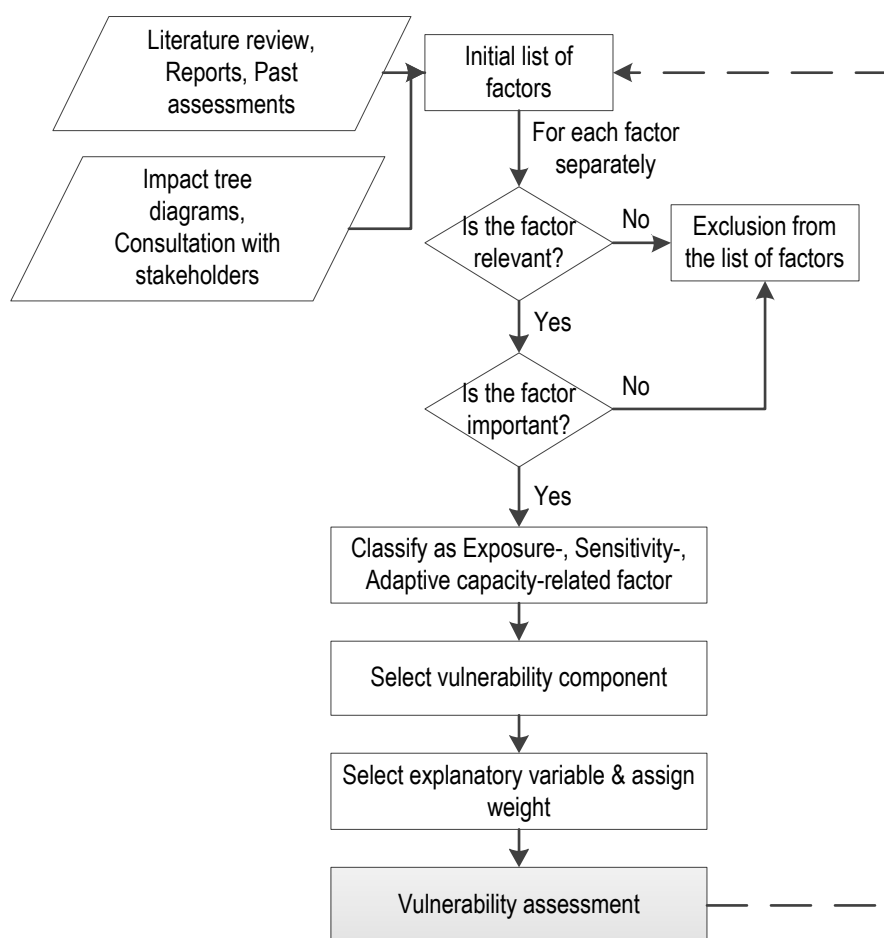 Literature review,
Reports, Past
assessments
Initial list of
factors
For each factor
separately
Impact tree
diagrams,
Consultation with
stakeholders
Is the factor
relevant?
No
Exclusion from
the list of factors
Yes
Is the factor
important?
No
Yes
Classify as Exposure-, Sensitivity-,
Adaptive capacity-related factor
Select vulnerability component
Select explanatory variable & assign
weight
Vulnerability assessment